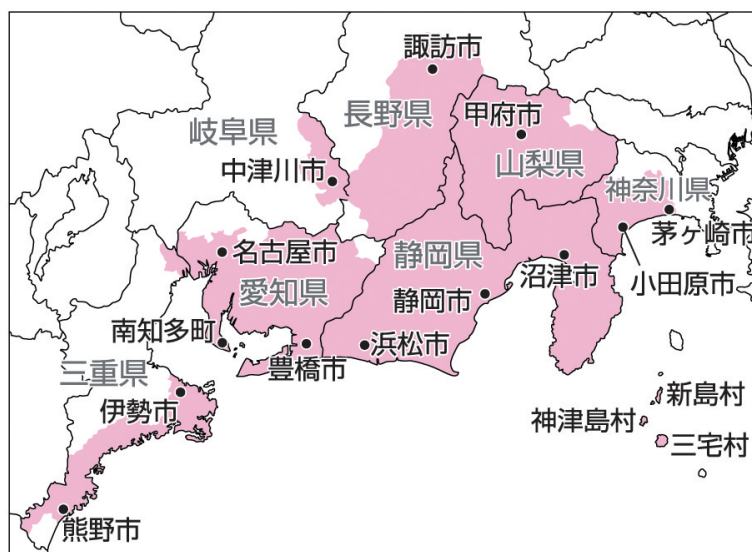 諏訪市
長野県
甲府市
岐阜県
中津川市
山梨県
神奈川県
茅ヶ崎市
名古屋市
静岡県
沼津市
小田原市
愛知県
静岡市
南知多町
豊橋市
浜松市
三重県
伊勢市
新島村
神津島村
三宅村
熊野市